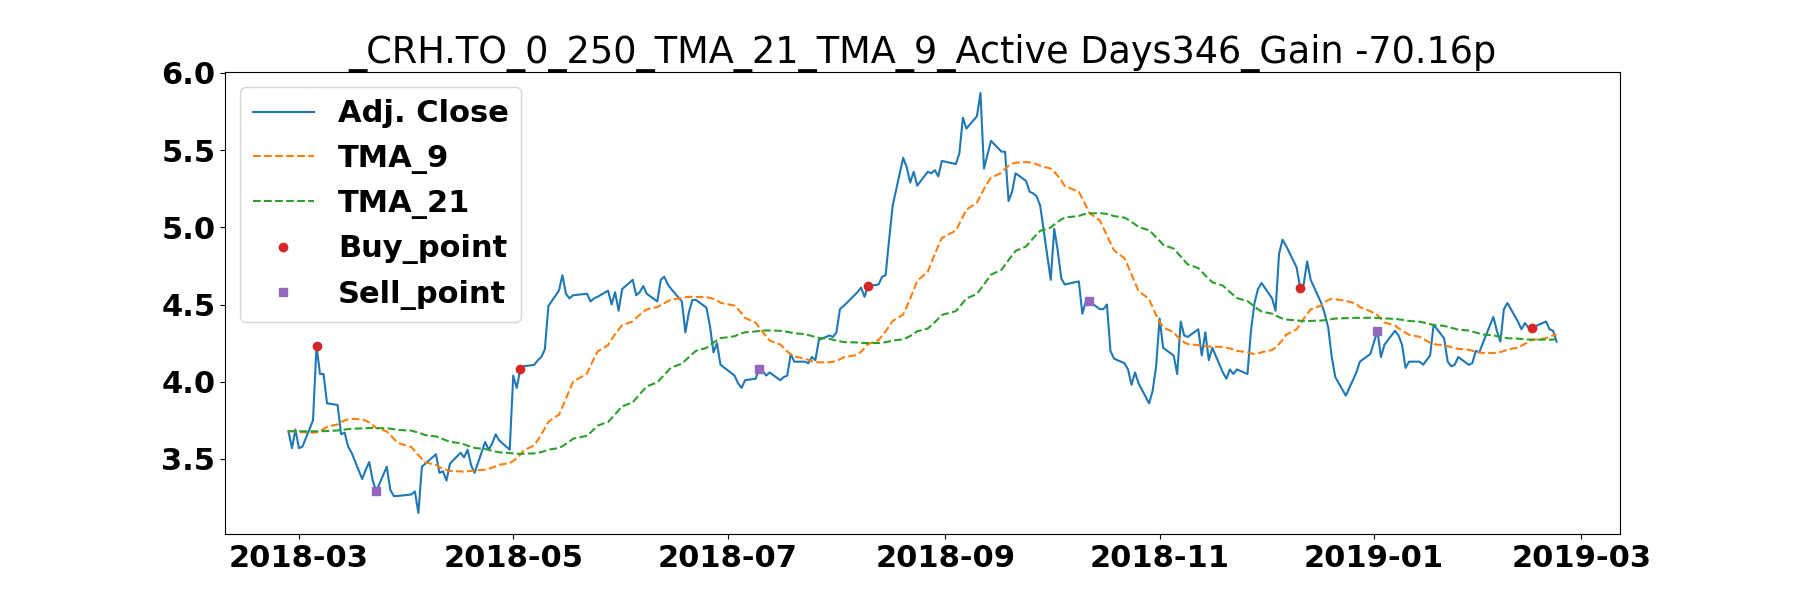 _CRH.TO_0_250_TMA_21_TMA_9_Active Days346_Gain -70.16p
6.0
5.5
5.0
4.5
4.0
3.5
Adj. Close
TMA_9
TMA_21
Buy_point
Sell_point
2018-03 2018-05 2018-07 2018-09 2018-11 2019-01 2019-03